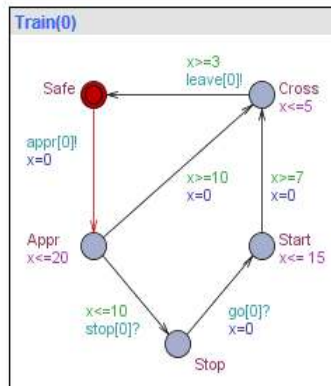 Train(0)
Safe
x>=3
leave[0]!
Cross
x<=5
appr[0]!
x=0
x>=10
x=0
x>=7
x=0
Appr
x<=20
Start
x<= 15
x<=10
stop[0]?
go[0]?
x=0
Stop